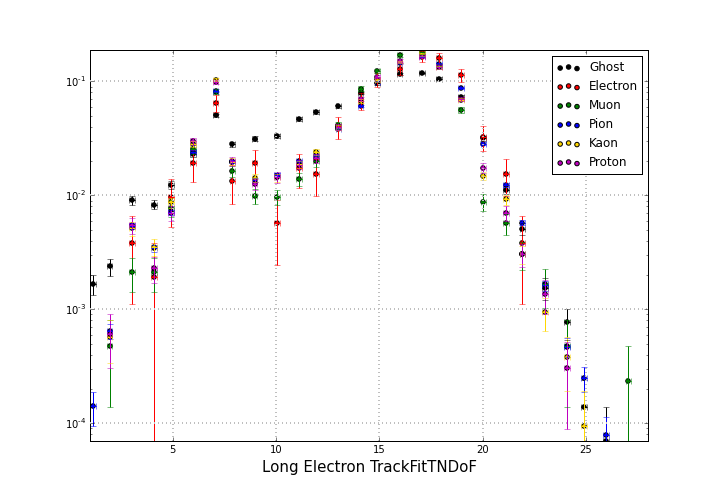 10⁻¹
10⁻²
10⁻³
10⁻⁴
Ghost
Electron
Muon
Pion
Kaon
Proton
5 10 15 20 25
Long Electron TrackFitTNDoF